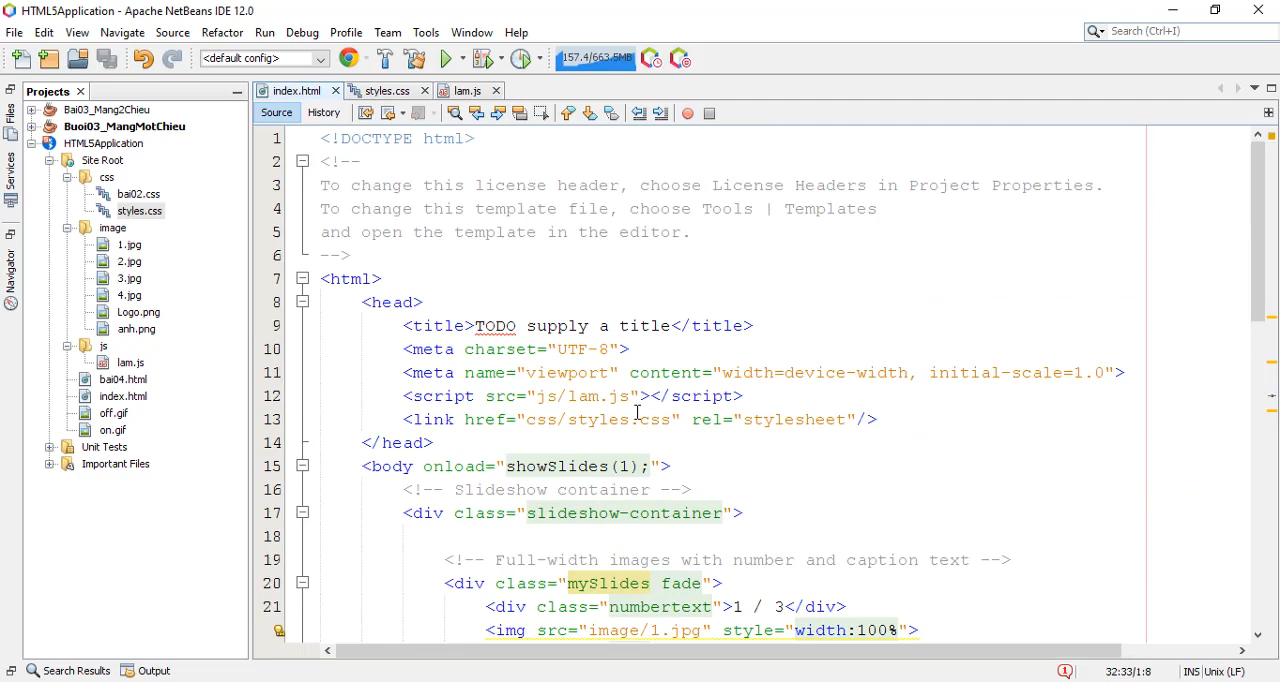 HTML5Application - Apache NetBeans IDE 12.0
File Edit View Navigate Source Refactor Run Debug Profile Team Tools Window Help
Search (Ctrl+I)
<default config>
157.4/663.5MB
Projects
index.html
styles.css
lam.js
Source
History
Files
Services
Navigator
Bai03_Mang2Chieu
Buoi03_MangMotChieu
HTML5Application
Site Root
css
bai02.css
styles.css
image
1.jpg
2.jpg
3.jpg
4.jpg
Logo.png
anh.png
js
lam.js
bai04.html
index.html
off.gif
on.gif
Unit Tests
Important Files
1 <!DOCTYPE html>
2 <!--
3 To change this license header, choose License Headers in Project Properties.
4 To change this template file, choose Tools | Templates
5 and open the template in the editor.
6 -->
7 <html>
8 <head>
9 <title>TODO supply a title</title>
10 <meta charset="UTF-8">
11 <meta name="viewport" content="width=device-width, initial-scale=1.0">
12 <script src="js/lam.js"></script>
13 <link href="css/styles.css" rel="stylesheet"/>
14 </head>
15 <body onload="showSlides(1);">
16 <!-- Slideshow container -->
17 <div class="slideshow-container">
18
19 <!-- Full-width images with number and caption text -->
20 <div class="mySlides fade">
21 <div class="numbertext">1 / 3</div>
<img src="image/1.jpg" style="width:100%">
Search Results
Output
1
32:33/1:8
INS
Unix (LF)